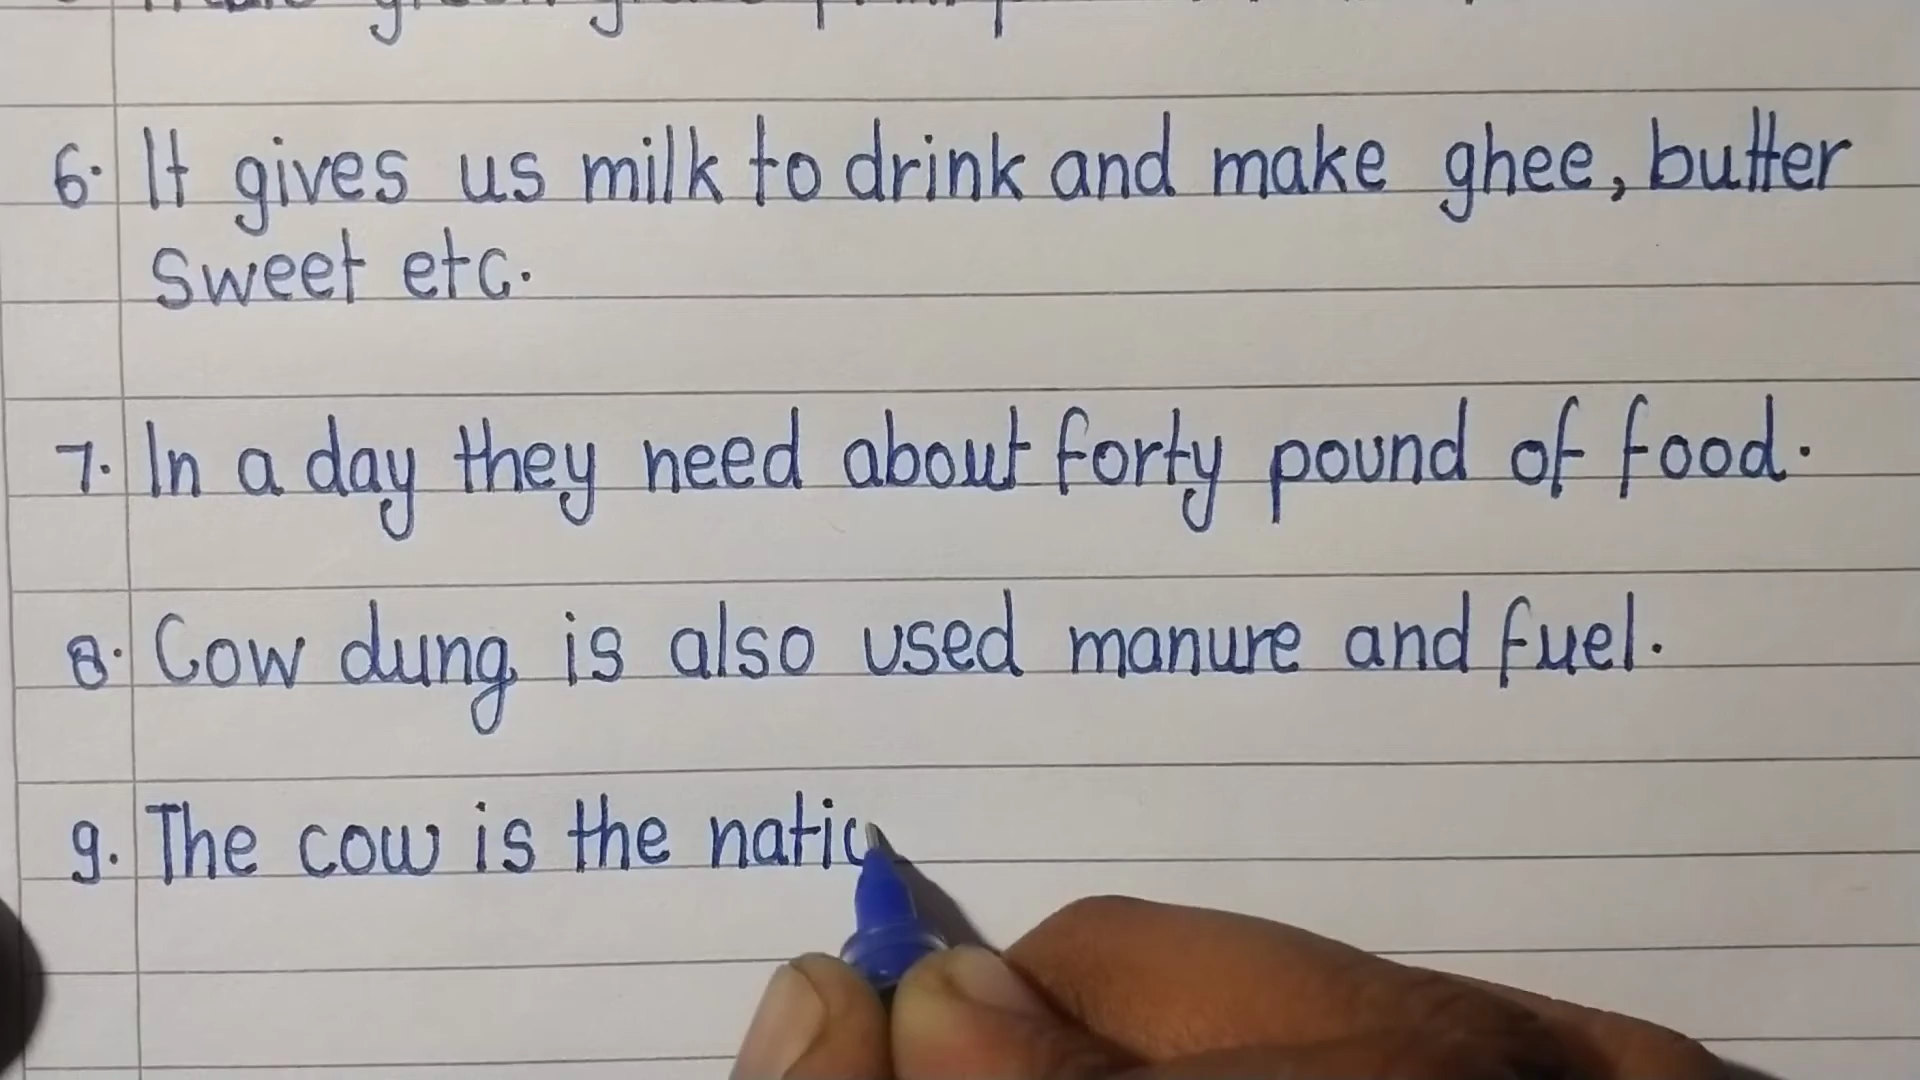 6. It gives us milk to drink and make ghee, butter
sweet etc.
7. In a day they need about forty pound of food.
8. Cow dung is also used manure and fuel.
9. The cow is the